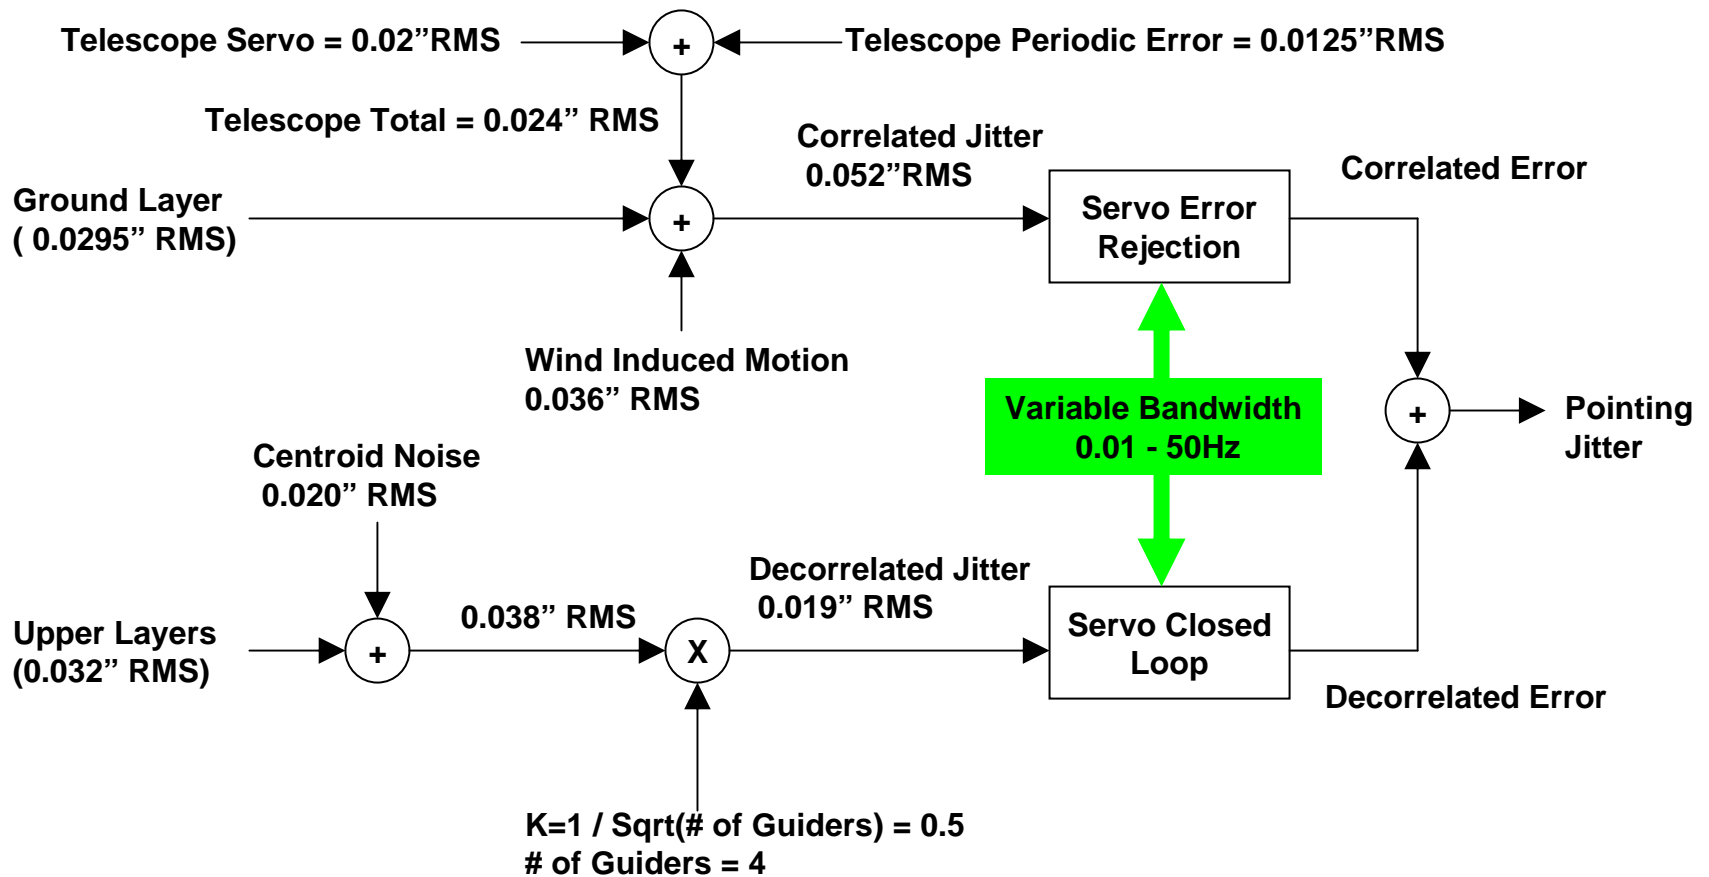 Telescope Servo = 0.02”RMS
+
Telescope Periodic Error = 0.0125”RMS
Telescope Total = 0.024” RMS
Correlated Jitter
0.052”RMS
Correlated Error
Ground Layer
( 0.0295” RMS)
+
Servo Error
Rejection
Wind Induced Motion
0.036” RMS
Variable Bandwidth
0.01 - 50Hz
+
Pointing
Jitter
Centroid Noise
0.020” RMS
Decorrelated Jitter
0.019” RMS
0.038” RMS
Upper Layers
(0.032” RMS)
+
X
Servo Closed
Loop
Decorrelated Error
K=1 / Sqrt(# of Guiders) = 0.5
# of Guiders = 4